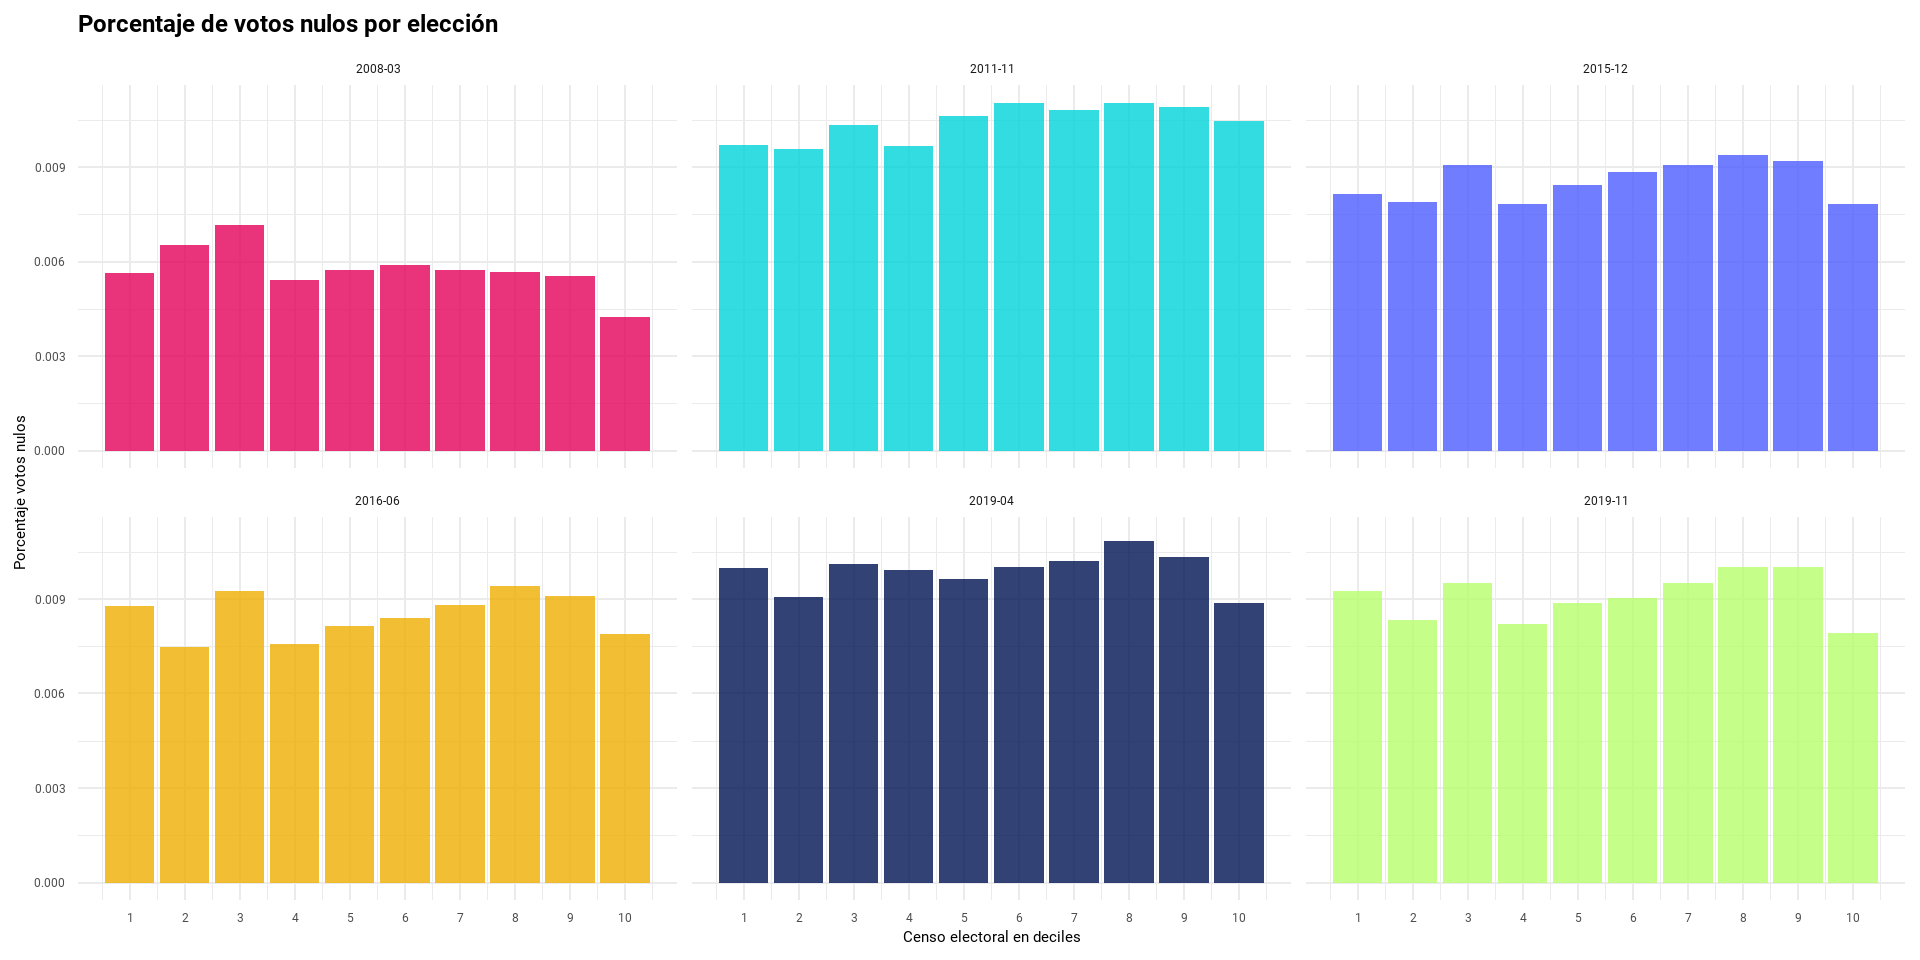 Porcentaje de votos nulos por elección
2008-03
2011-11
2015-12
0.009
0.006
0.003
0.000
Porcentaje votos nulos
2016-06
2019-04
2019-11
0.009
0.006
0.003
0.000
1 2 3 4 5 6 7 8 9 10
1 2 3 4 5 6 7 8 9 10
1 2 3 4 5 6 7 8 9 10
Censo electoral en deciles